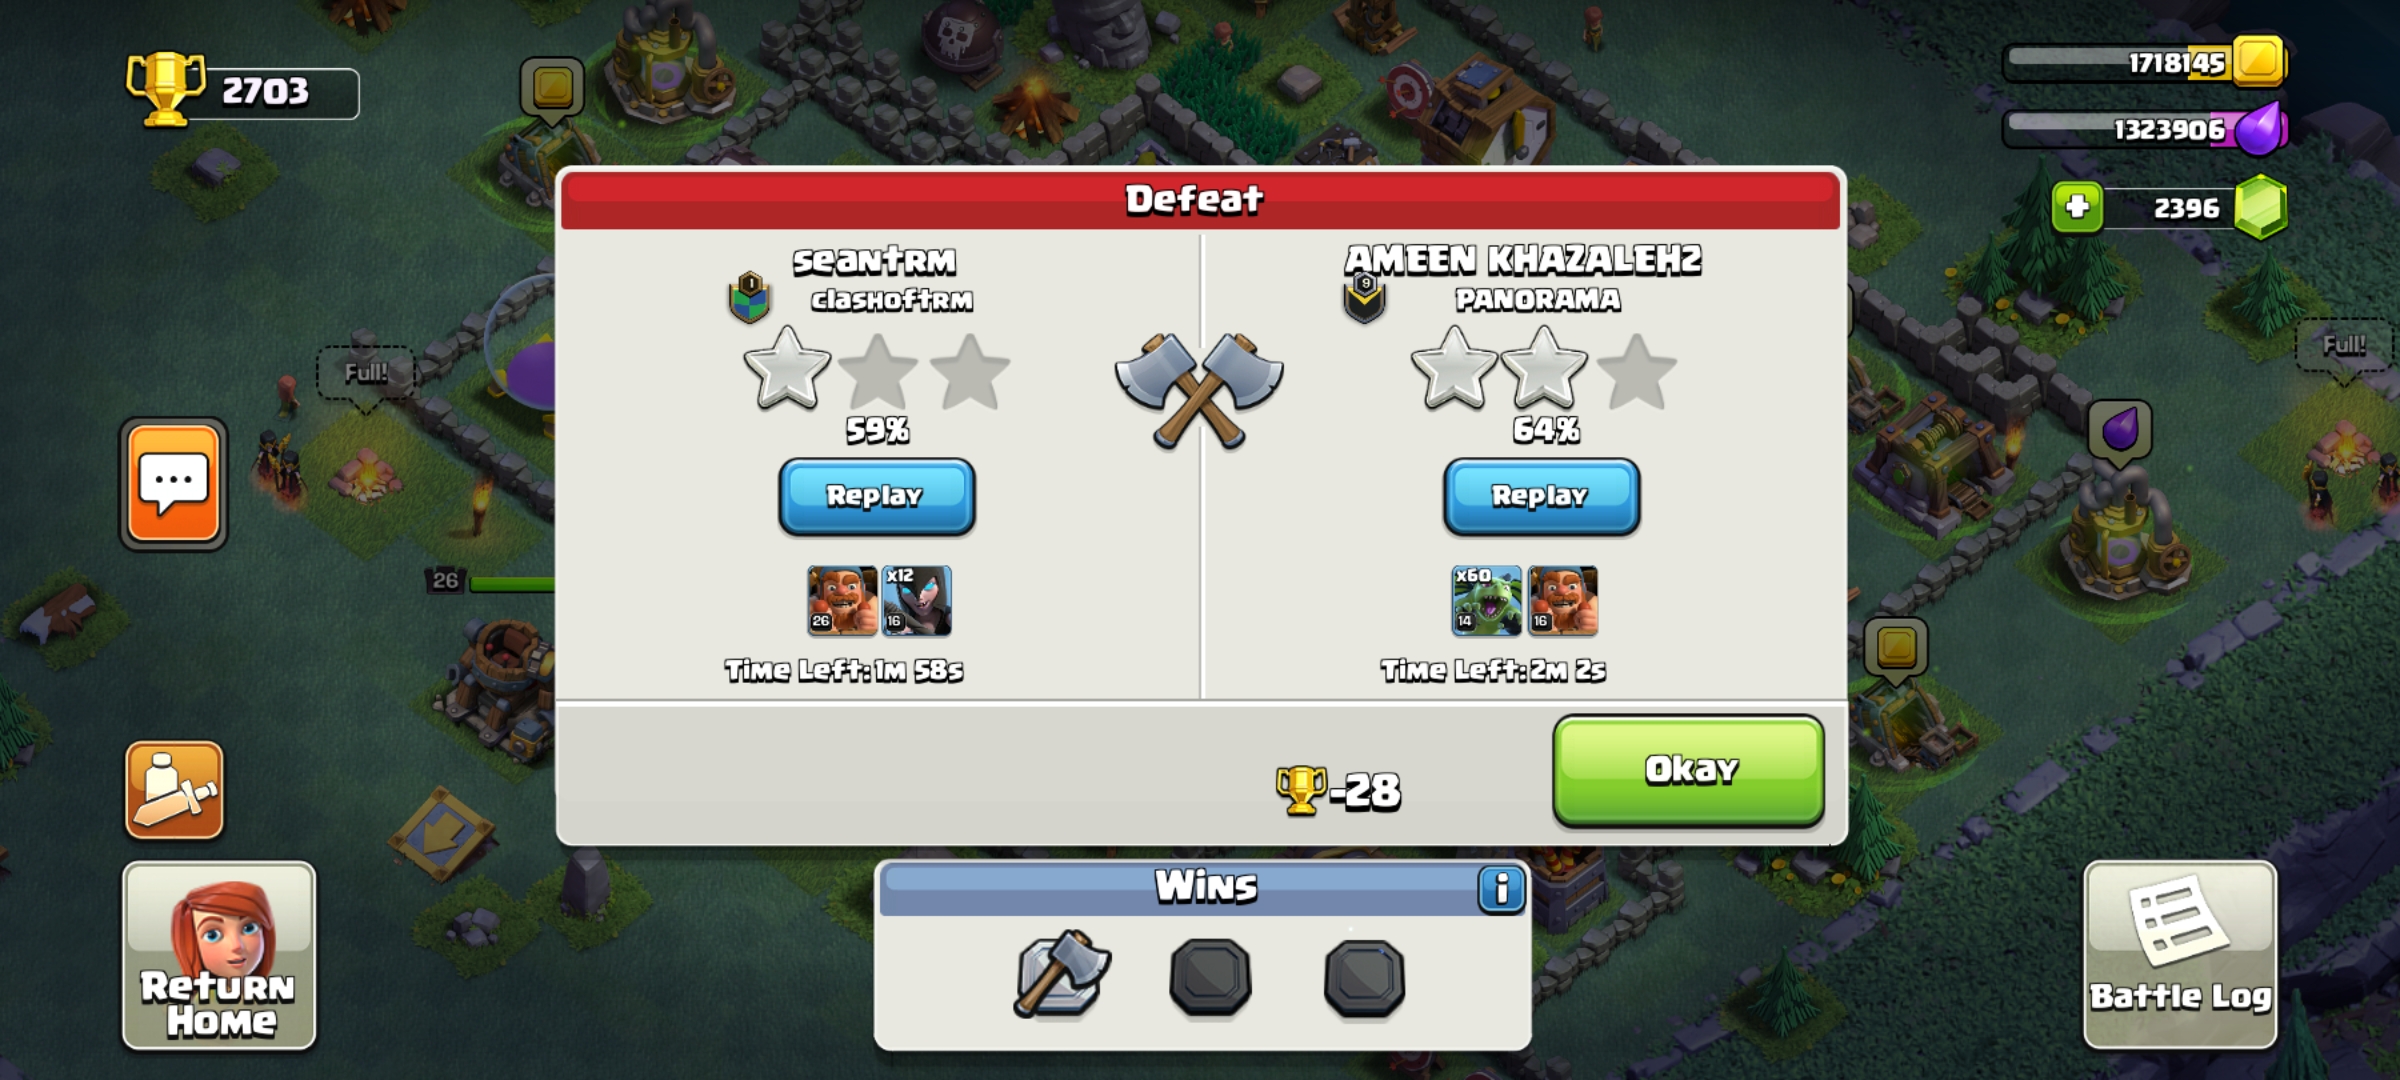 2703
1718145
1323906
2396
Defeat
seantRM
clashoftRM
1
59%
Replay
26
x12
16
Time Left:1m 58s
AMEEN KHAZALEH2
PANORAMA
9
64%
Replay
x60
14
16
Time Left:2m 2s
-28
Okay
Full!
Full!
26
Wins
i
Return
Home
Battle Log